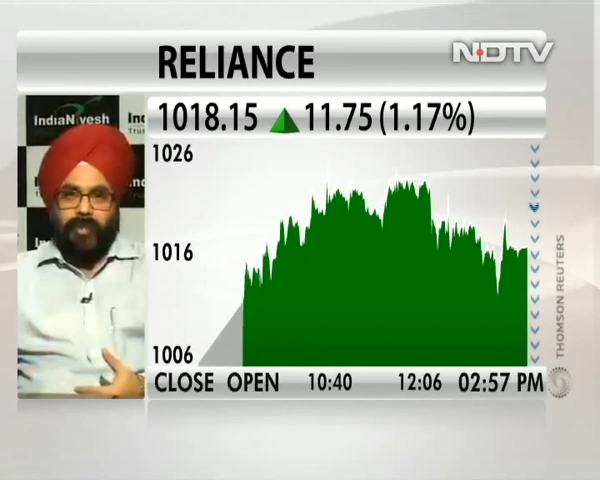 RELIANCE
NDTV
IndiaNivesh
1018.15 11.75 (1.17%)
1026
1016
1006
CLOSE OPEN 10:40 12:06 02:57 PM
THOMSON REUTERS